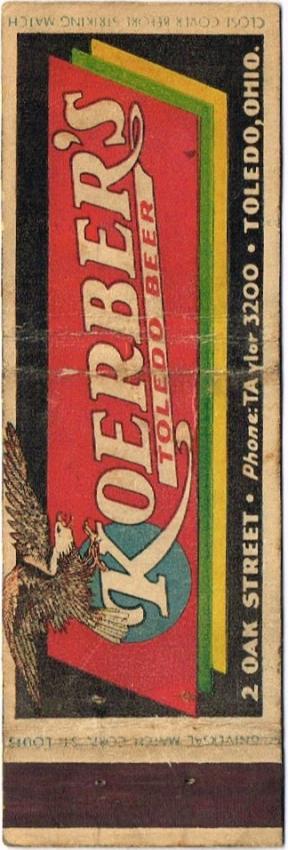 CLOSE COVER BEFORE STRIKING MATCH
KOERBER'S
TOLEDO BEER
2 OAK STREET • Phone: TAylor 3200 • TOLEDO, OHIO.
UNIVERSAL MATCH CORP. ST. LOUIS